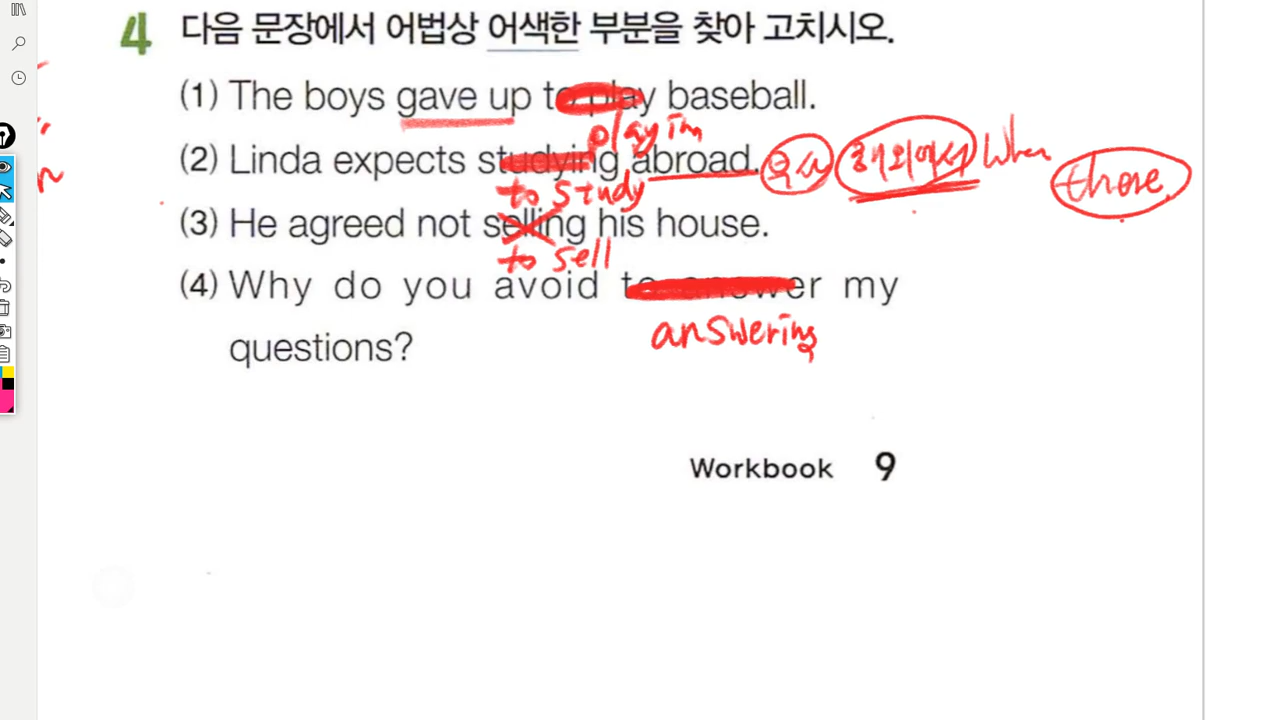 4 다음 문장에서 어법상 어색한 부분을 찾아 고치시오.
(1) The boys gave up to play baseball.
playin
(2) Linda expects studying abroad. 부사 해외에서 When there
to study
(3) He agreed not selling his house.
to sell
(4) Why do you avoid to answer my
answering
questions?
Workbook 9